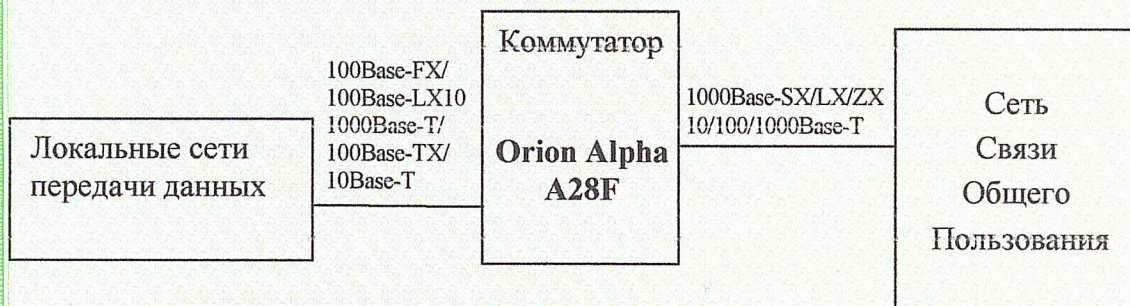 Локальные сети
передачи данных
100Base-FX/
100Base-LX10
1000Base-T/
100Base-TX/
10Base-T
Коммутатор
Orion Alpha
A28F
1000Base-SX/LX/ZX
10/100/1000Base-T
Сеть
Связи
Общего
Пользования